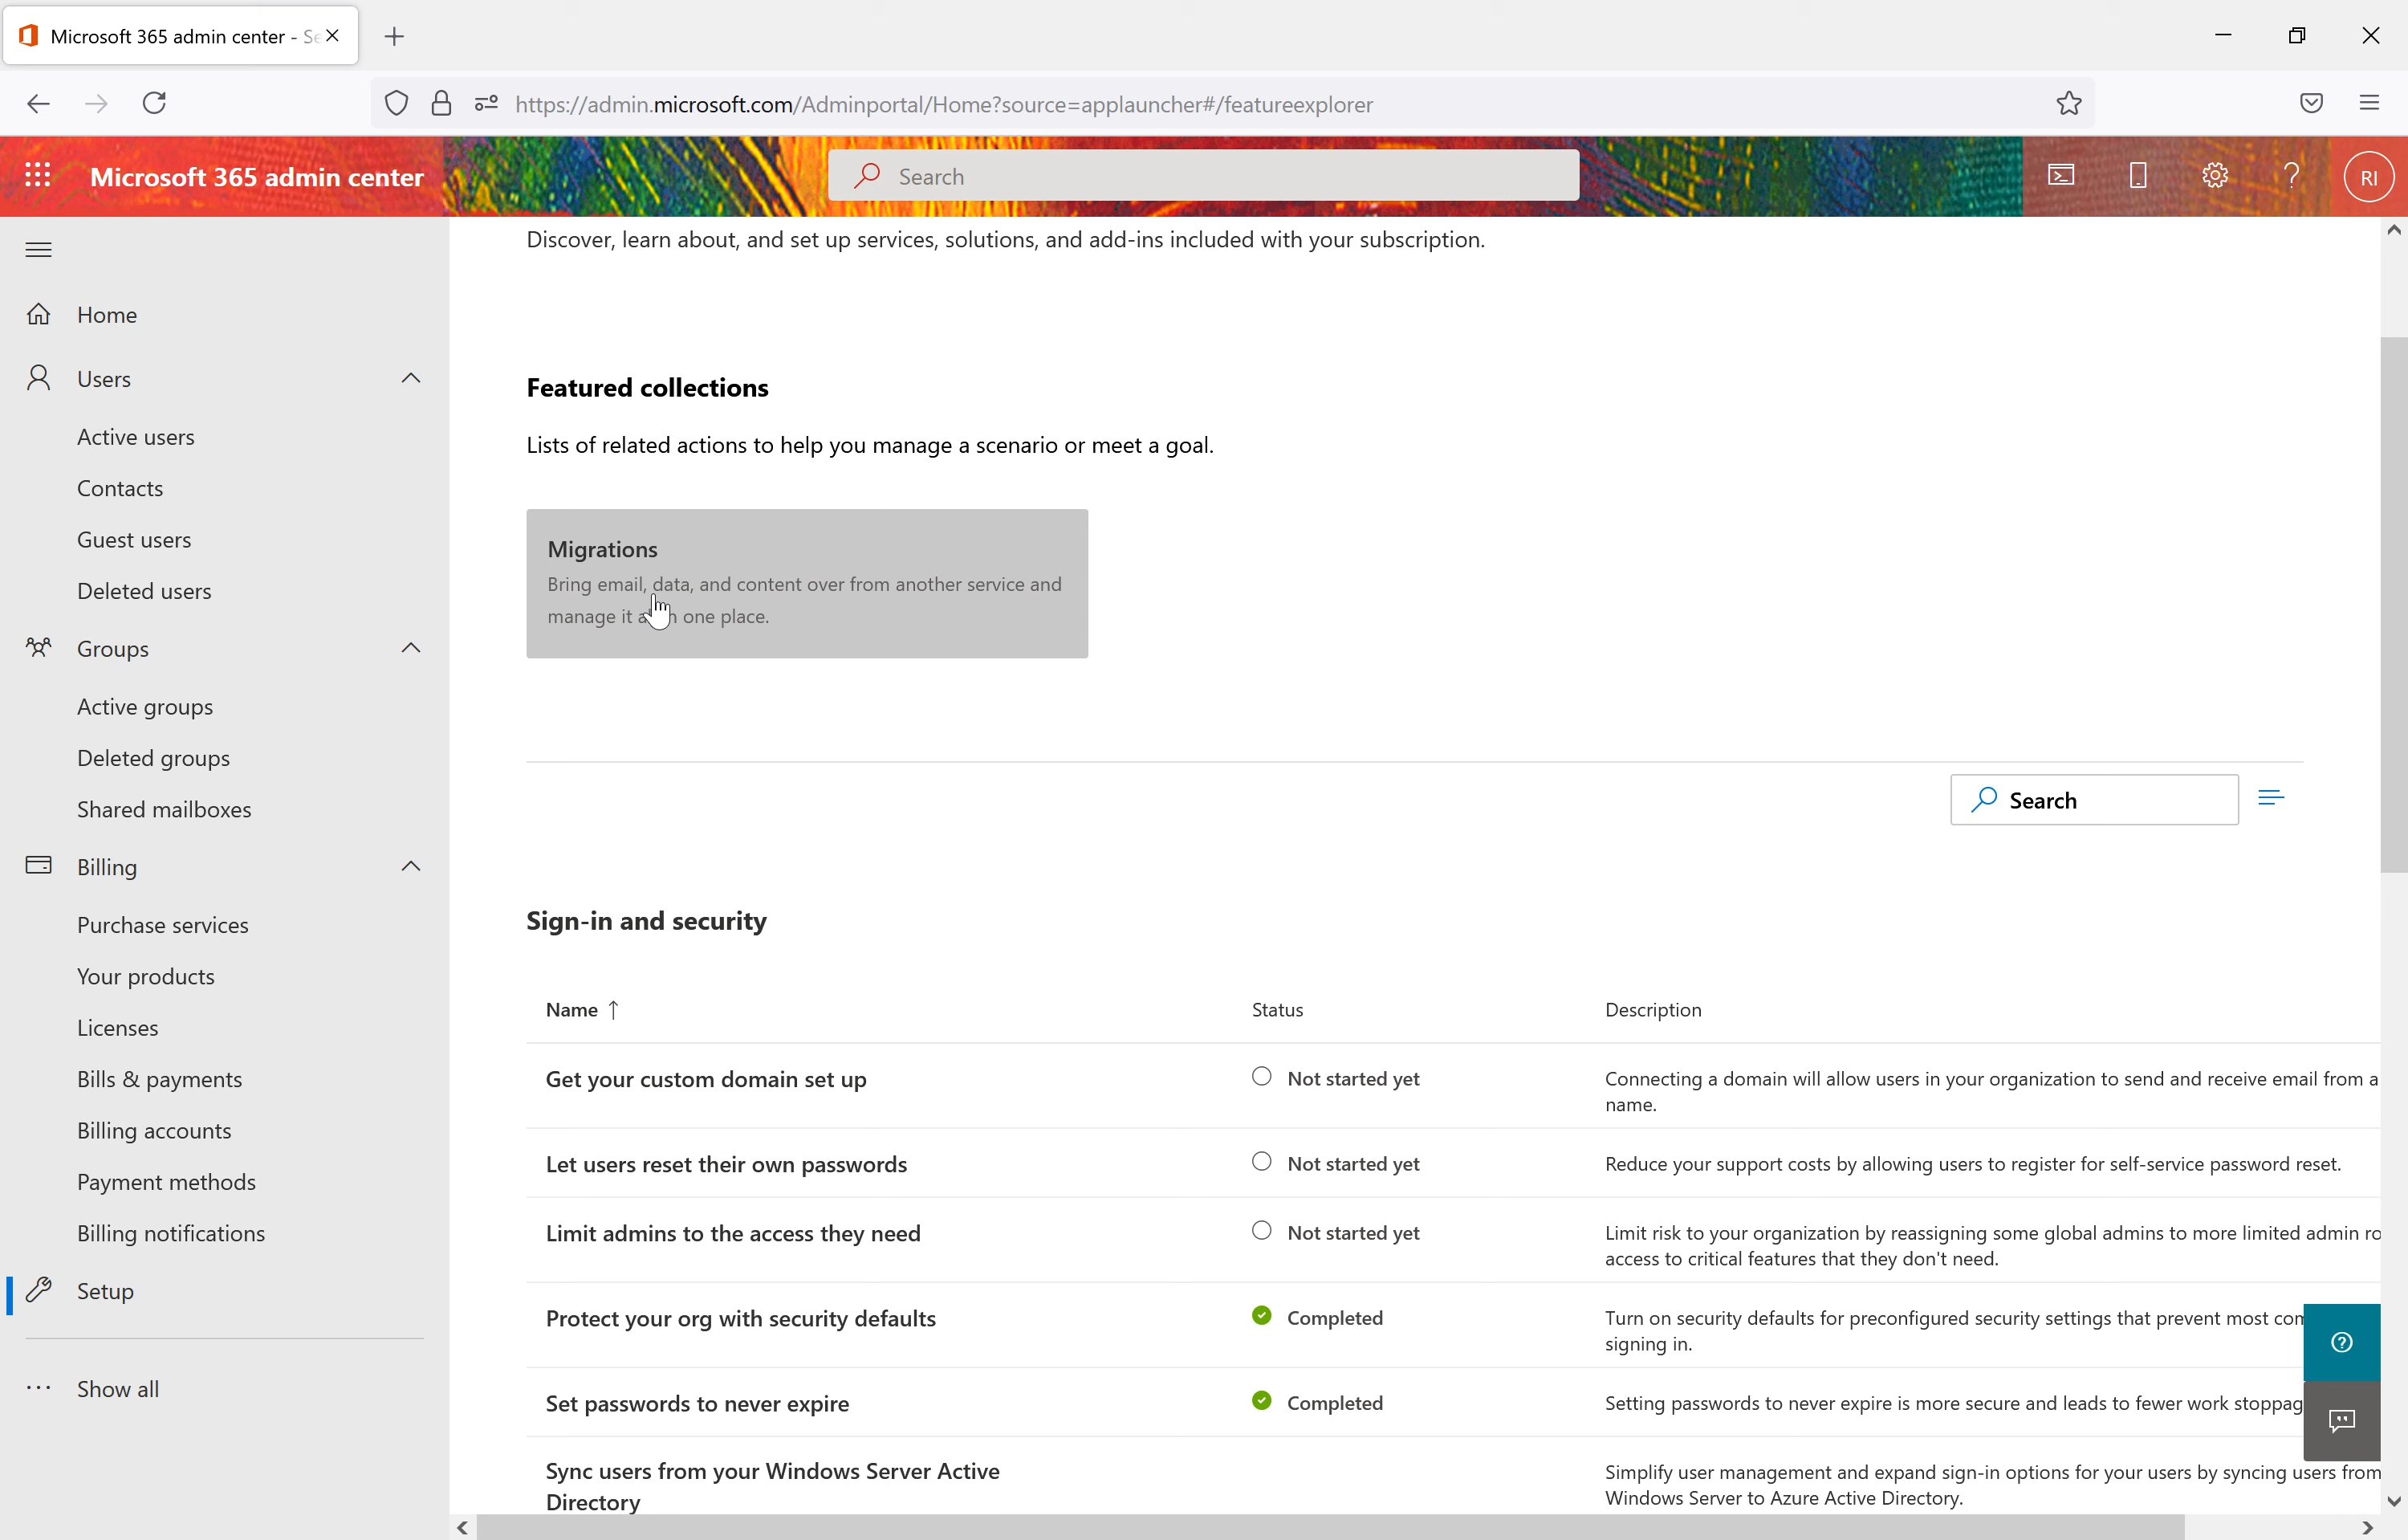 Microsoft 365 admin center - Se
https://admin.microsoft.com/Adminportal/Home?source=applauncher#/featureexplorer
Microsoft 365 admin center
Search
RI
Home
Users
Active users
Contacts
Guest users
Deleted users
Groups
Active groups
Deleted groups
Shared mailboxes
Billing
Purchase services
Your products
Licenses
Bills & payments
Billing accounts
Payment methods
Billing notifications
Setup
Show all
Discover, learn about, and set up services, solutions, and add-ins included with your subscription.
Featured collections
Lists of related actions to help you manage a scenario or meet a goal.
Migrations
Bring email, data, and content over from another service and
manage it one place.
Search
Sign-in and security
Name ↑ Status Description
Get your custom domain set up Not started yet Connecting a domain will allow users in your organization to send and receive email from a
name.
Let users reset their own passwords Not started yet Reduce your support costs by allowing users to register for self-service password reset.
Limit admins to the access they need Not started yet Limit risk to your organization by reassigning some global admins to more limited admin ro
access to critical features that they don't need.
Protect your org with security defaults Completed Turn on security defaults for preconfigured security settings that prevent most com
signing in.
Set passwords to never expire Completed Setting passwords to never expire is more secure and leads to fewer work stoppag
Sync users from your Windows Server Active Simplify user management and expand sign-in options for your users by syncing users from
Directory Windows Server to Azure Active Directory.